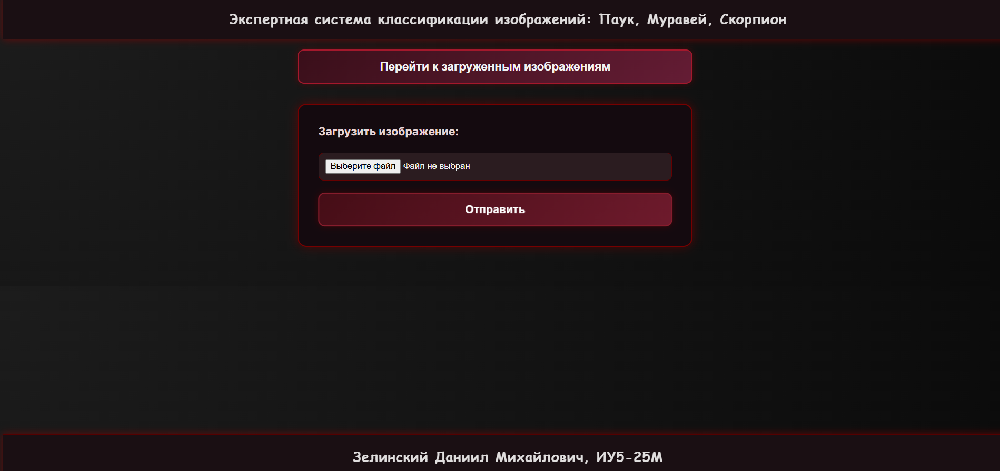 Экспертная система классификации изображений: Паук, Муравей, Скорпион
Перейти к загруженным изображениям
Загрузить изображение:
Выберите файл Файл не выбран
Отправить
Зелинский Даниил Михайлович, ИУ5-25М